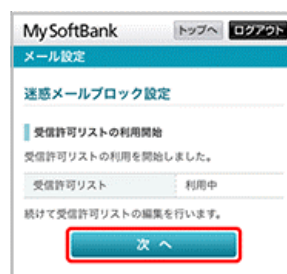 My SoftBank トップへ ログアウト
メール設定
迷惑メールブロック設定
受信許可リストの利用開始
受信許可リストの利用を開始しました。
受信許可リスト 利用中
続けて受信許可リストの編集を行います。
次 へ